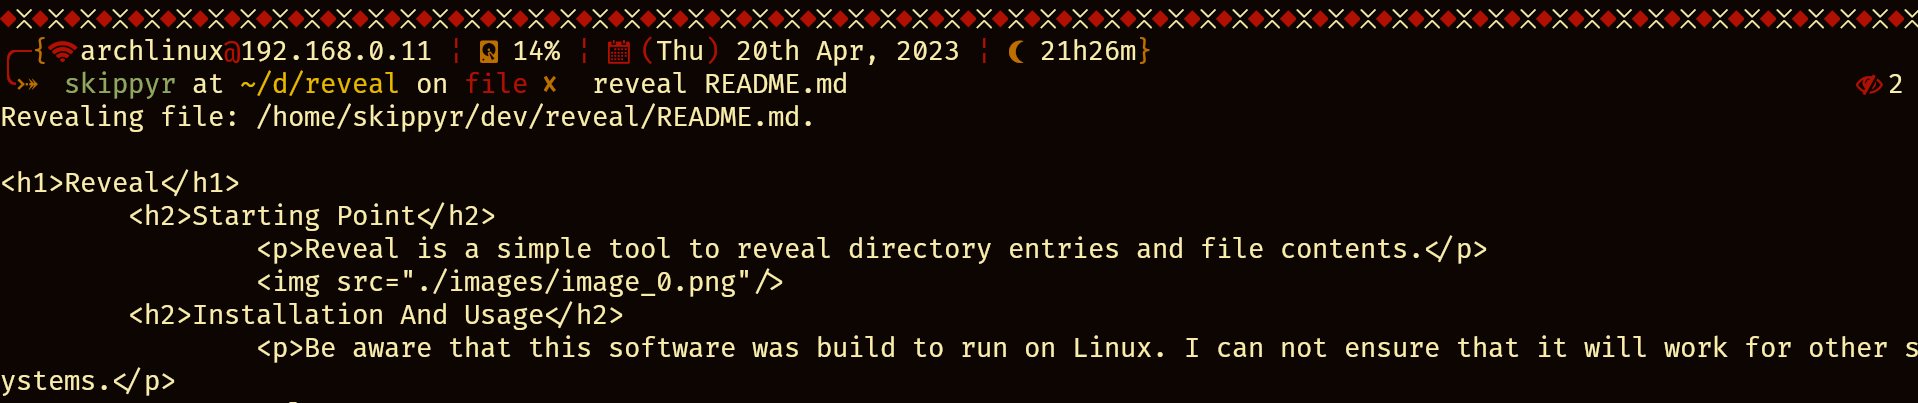 {archlinux@192.168.0.11 ¦ 14% ¦ (Thu) 20th Apr, 2023 ¦ 21h26m}
skippyr at ~/d/reveal on file ✗ reveal README.md 2
Revealing file: /home/skippyr/dev/reveal/README.md.
<h1>Reveal</h1>
<h2>Starting Point</h2>
<p>Reveal is a simple tool to reveal directory entries and file contents.</p>
<img src="./images/image_0.png"/>
<h2>Installation And Usage</h2>
<p>Be aware that this software was build to run on Linux. I can not ensure that it will work for other s
ystems.</p>